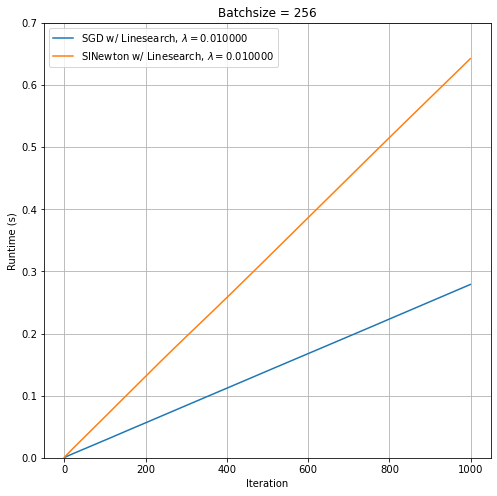 Batchsize = 256
SGD w/ Linesearch, λ = 0.010000
SINewton w/ Linesearch, λ = 0.010000
Runtime (s)
0.7
0.6
0.5
0.4
0.3
0.2
0.1
0.0
0 200 400 600 800 1000
Iteration